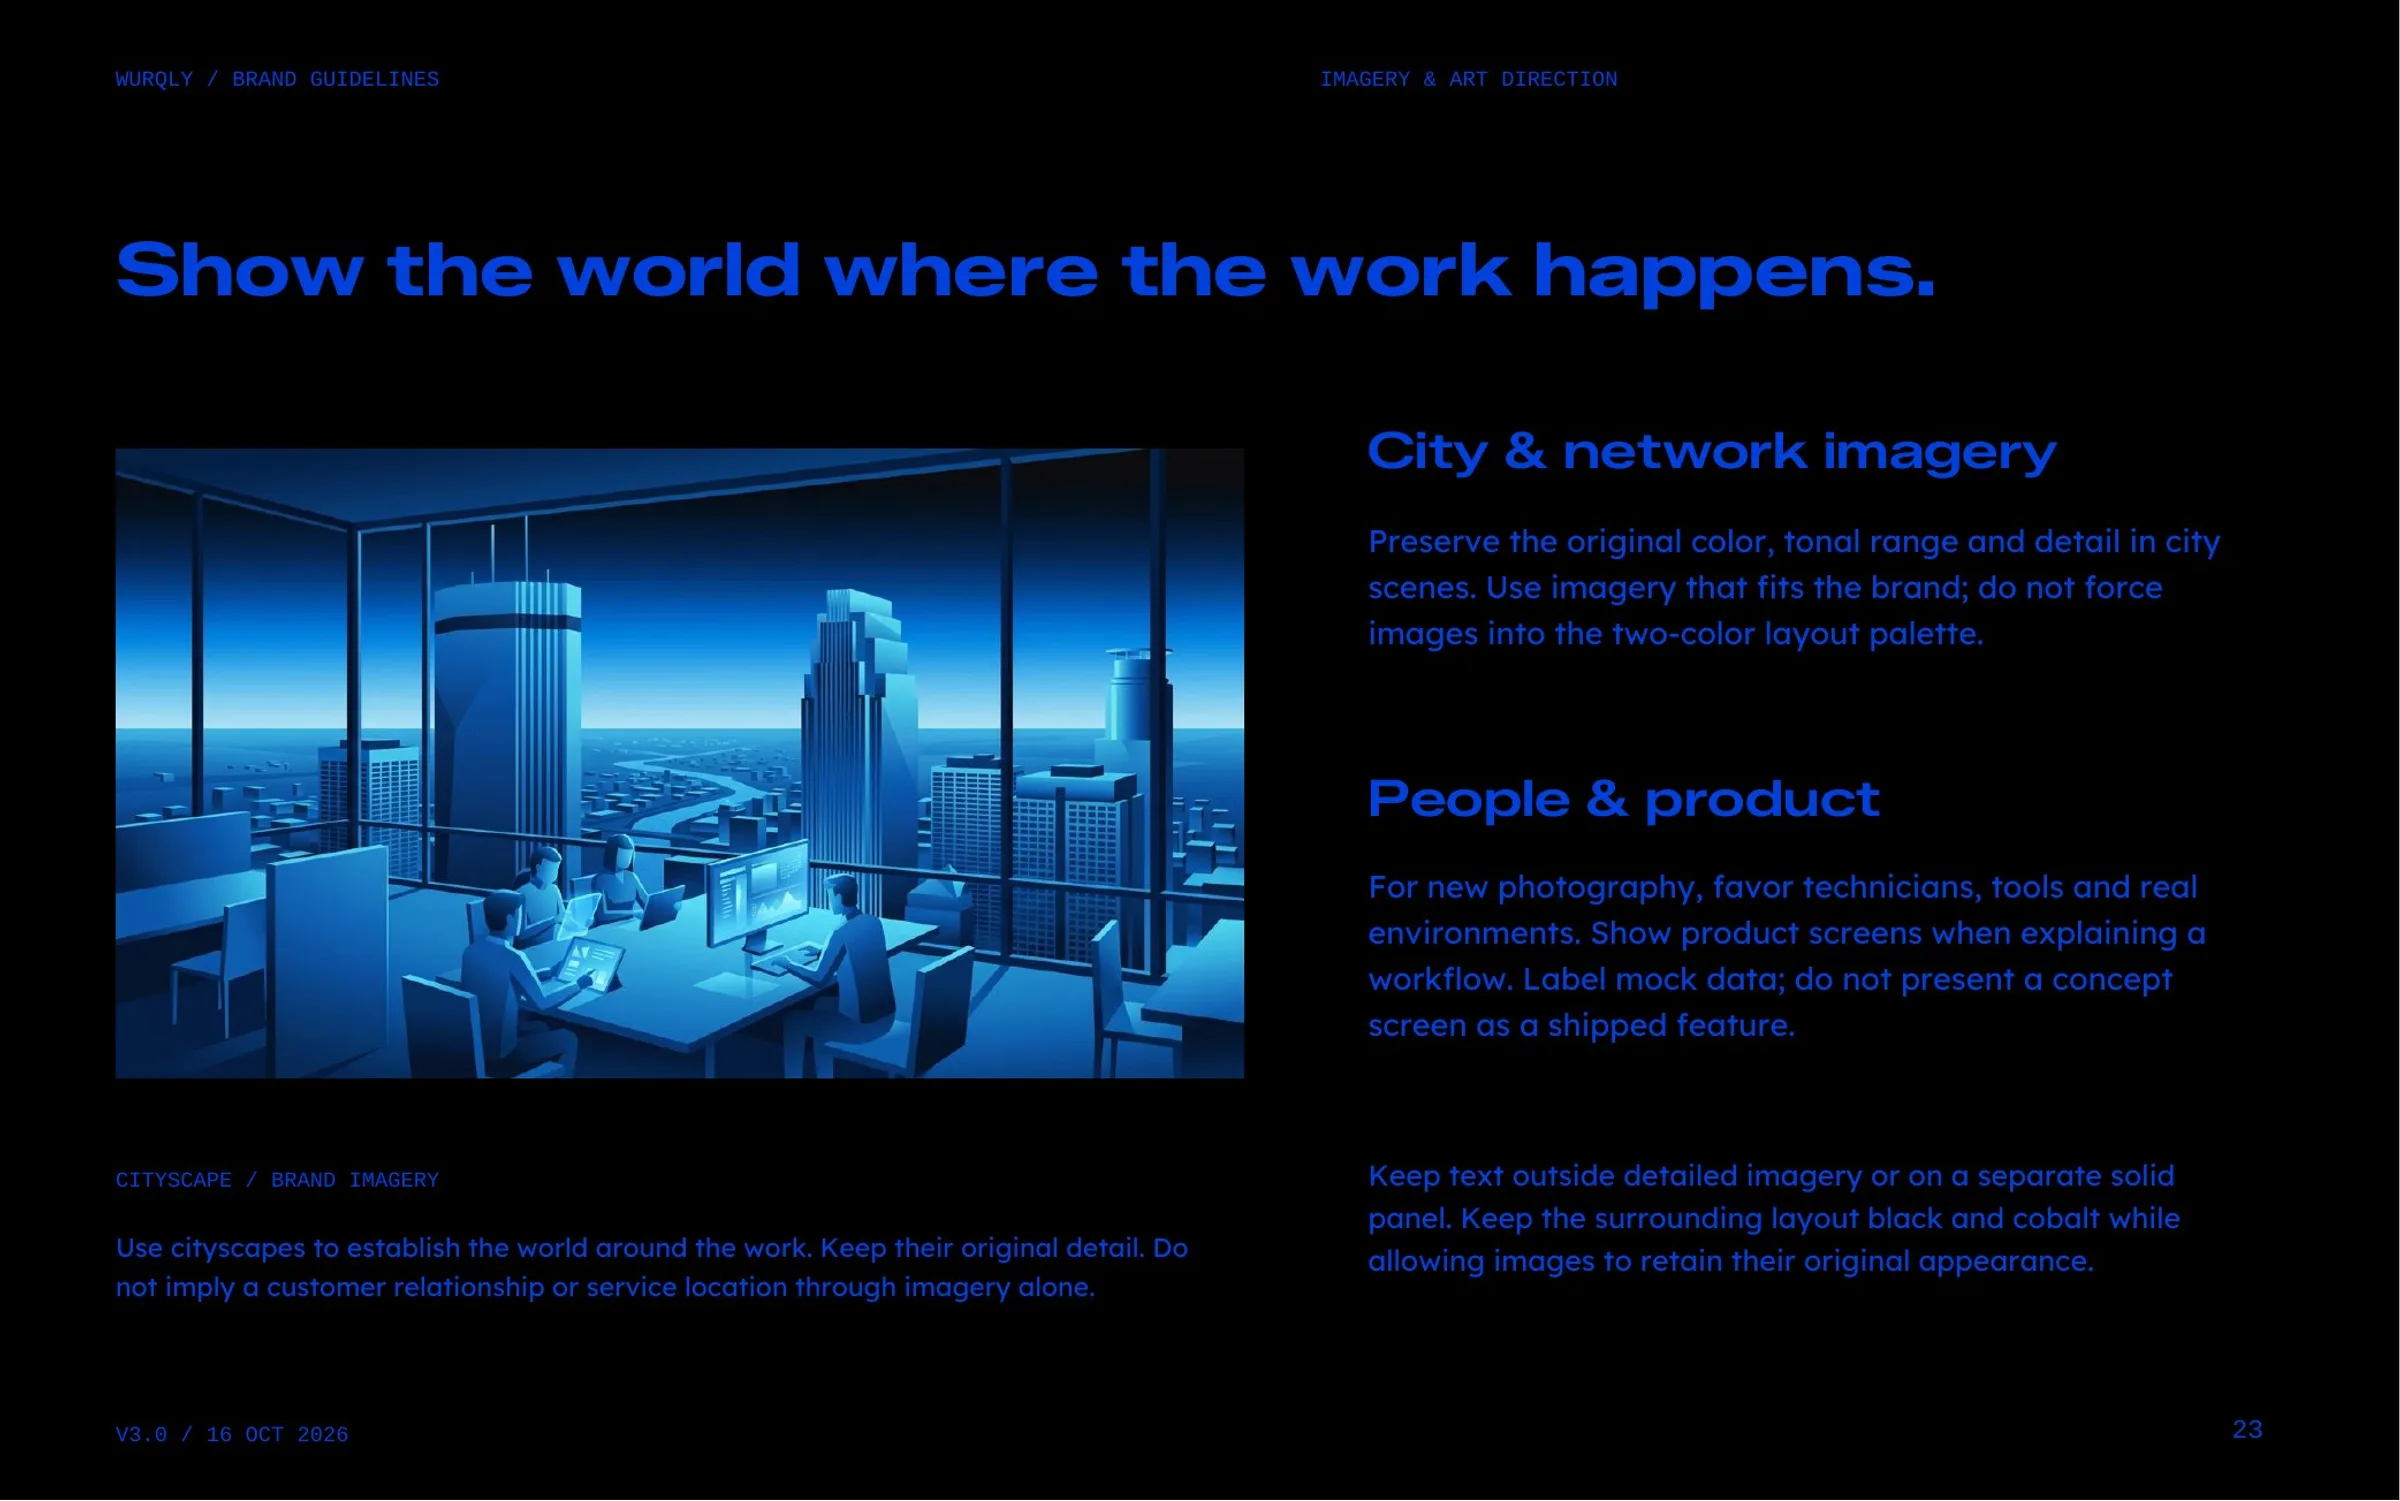 WURQLY / BRAND GUIDELINES
IMAGERY & ART DIRECTION
Show the world where the work happens.
City & network imagery
Preserve the original color, tonal range and detail in city
scenes. Use imagery that fits the brand; do not force
images into the two-color layout palette.
People & product
For new photography, favor technicians, tools and real
environments. Show product screens when explaining a
workflow. Label mock data; do not present a concept
screen as a shipped feature.
CITYSCAPE / BRAND IMAGERY
Use cityscapes to establish the world around the work. Keep their original detail. Do
not imply a customer relationship or service location through imagery alone.
Keep text outside detailed imagery or on a separate solid
panel. Keep the surrounding layout black and cobalt while
allowing images to retain their original appearance.
V3.0 / 16 OCT 2026
23